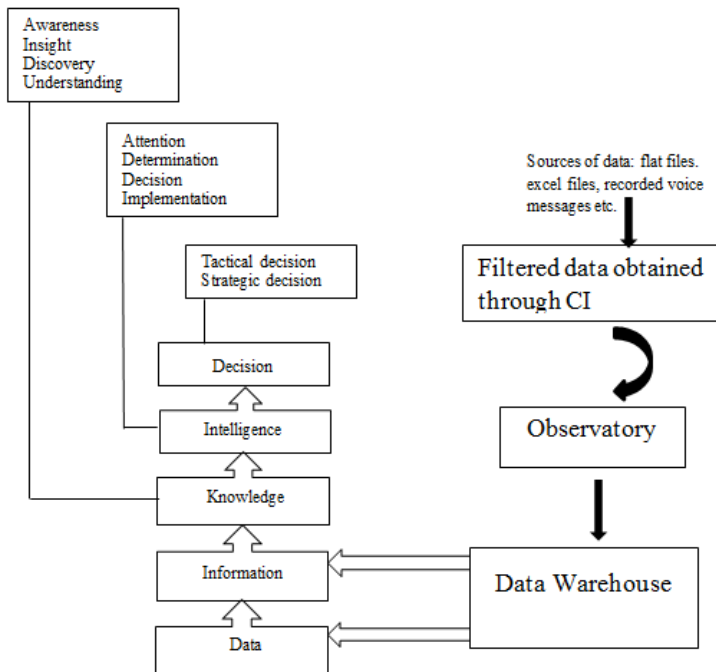 Awareness
Insight
Discovery
Understanding
Attention
Determination
Decision
Implementation
Tactical decision
Strategic decision
Decision
Intelligence
Knowledge
Information
Data
Sources of data: flat files.
excel files, recorded voice
messages etc.
Filtered data obtained
through CI
Observatory
Data Warehouse